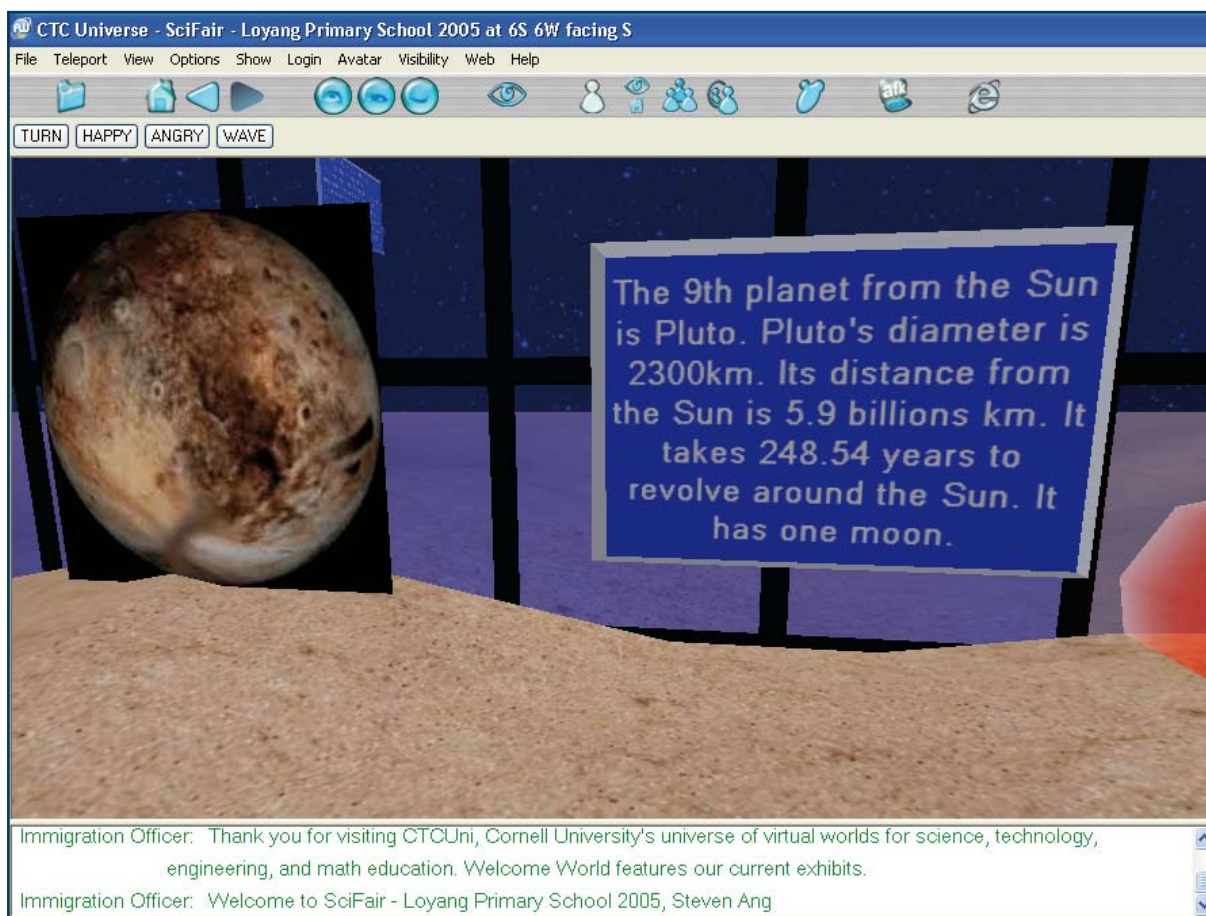 CTC Universe - SciFair - Loyang Primary School 2005 at 6S 6W facing S
File Teleport View Options Show Login Avatar Visibility Web Help
afk
TURN HAPPY ANGRY WAVE
The 9th planet from the Sun
is Pluto. Pluto's diameter is
2300km. Its distance from
the Sun is 5.9 billions km. It
takes 248.54 years to
revolve around the Sun. It
has one moon.
Immigration Officer: Thank you for visiting CTCUni, Cornell University's universe of virtual worlds for science, technology,
engineering, and math education. Welcome World features our current exhibits.
Immigration Officer: Welcome to SciFair - Loyang Primary School 2005, Steven Ang